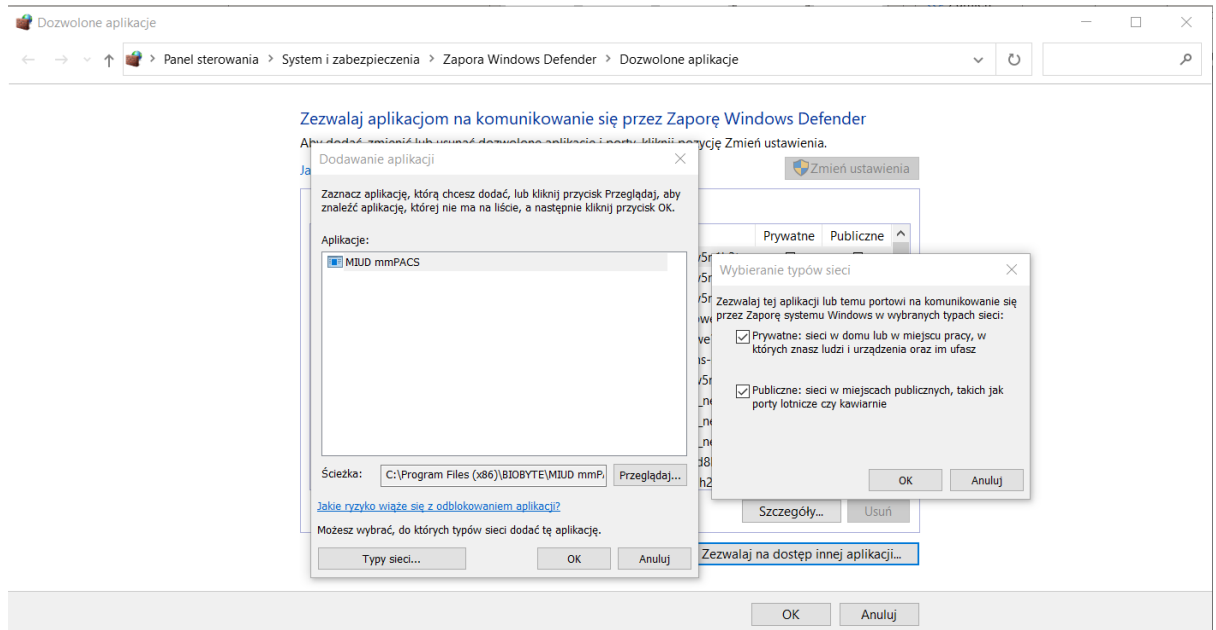 Dozwolone aplikacje
Panel sterowania > System i zabezpieczenia > Zapora Windows Defender > Dozwolone aplikacje
Zezwalaj aplikacjom na komunikowanie się przez Zaporę Windows Defender
Aby dodać, zmienić lub usunąć dozwolone aplikacje i porty, kliknij pozycję Zmień ustawienia.
Zmień ustawienia
Prywatne Publiczne
Dodawanie aplikacji
Zaznacz aplikację, którą chcesz dodać, lub kliknij przycisk Przeglądaj, aby
znaleźć aplikację, której nie ma na liście, a następnie kliknij przycisk OK.
Aplikacje:
MIUD mmPACS
Ścieżka: C:\Program Files (x86)\BIOBYTE\MIUD mmP Przeglądaj...
Jakie ryzyko wiąże się z odblokowaniem aplikacji?
Możesz wybrać, do których typów sieci dodać tę aplikację.
Typy sieci... OK Anuluj
Wybieranie typów sieci
Zezwalaj tej aplikacji lub temu portowi na komunikowanie się
przez Zaporę systemu Windows w wybranych typach sieci:
Prywatne: sieci w domu lub w miejscu pracy, w
których znasz ludzi i urządzenia oraz im ufasz
Publiczne: sieci w miejscach publicznych, takich jak
porty lotnicze czy kawiarnie
OK Anuluj
Szczegóły... Usuń
Zezwalaj na dostęp innej aplikacji...
OK Anuluj